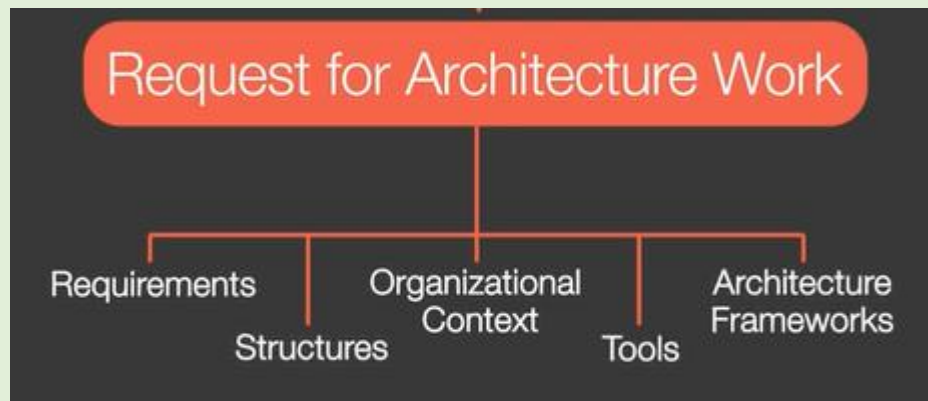 Request for Architecture Work
Requirements
Structures
Organizational
Context
Tools
Architecture
Frameworks